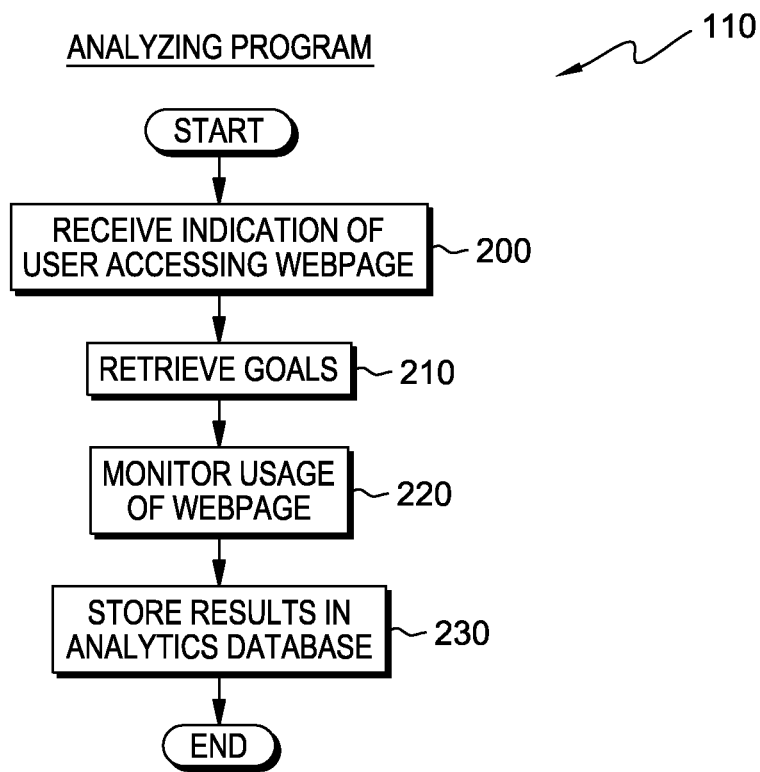 ANALYZING PROGRAM
110
START
RECEIVE INDICATION OF
USER ACCESSING WEBPAGE
200
RETRIEVE GOALS
210
MONITOR USAGE
OF WEBPAGE
220
STORE RESULTS IN
ANALYTICS DATABASE
230
END